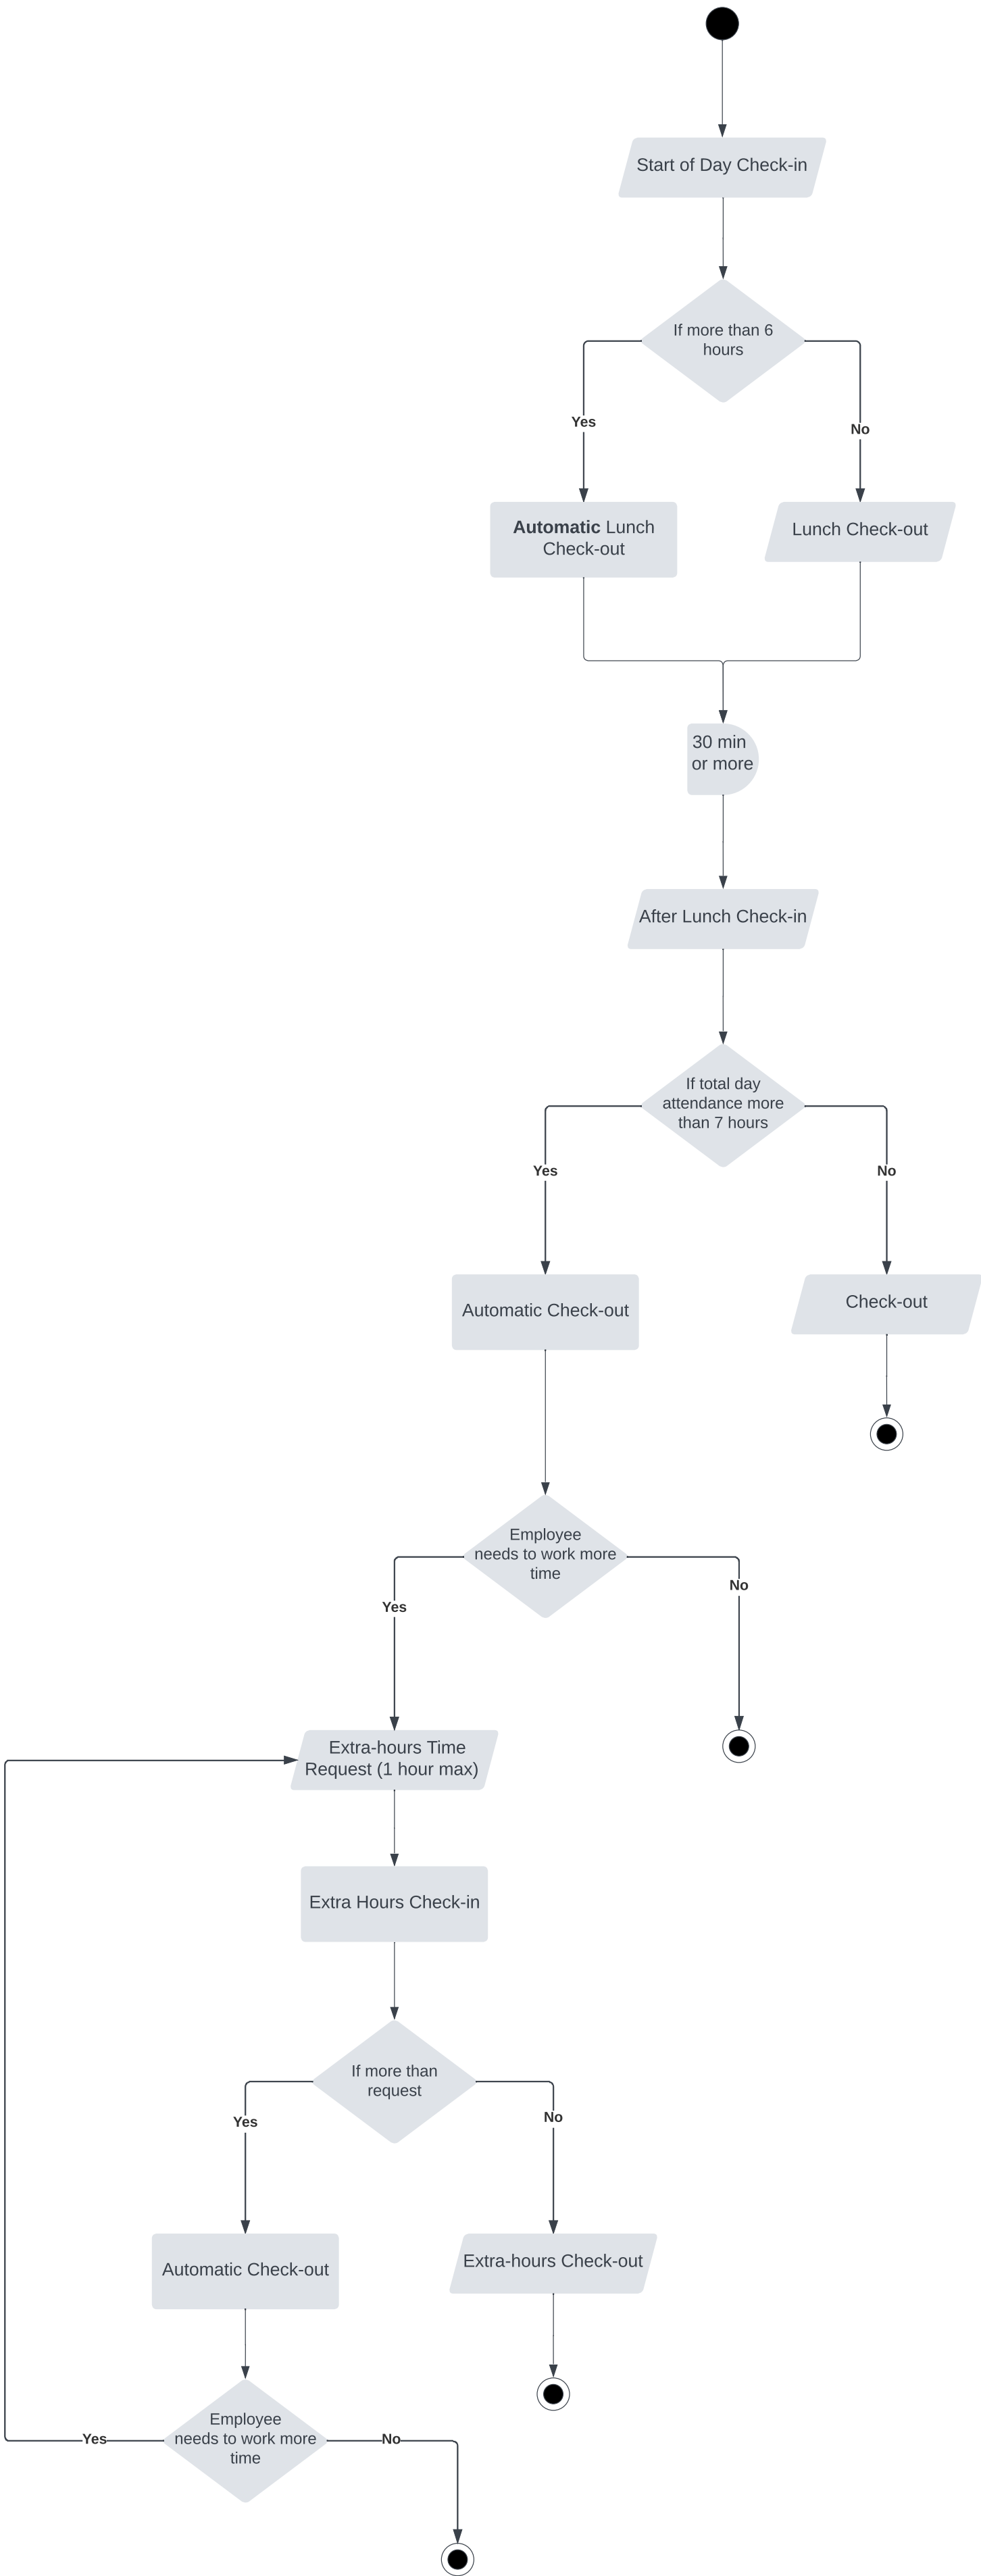 Start of Day Check-in
If more than 6
hours
Yes
No
Automatic Lunch
Check-out
Lunch Check-out
30 min
or more
After Lunch Check-in
If total day
attendance more
than 7 hours
Yes
No
Automatic Check-out
Check-out
Employee
needs to work more
time
Yes
No
Extra-hours Time
Request (1 hour max)
Extra Hours Check-in
If more than
request
Yes
No
Automatic Check-out
Extra-hours Check-out
Employee
needs to work more
time
Yes
No